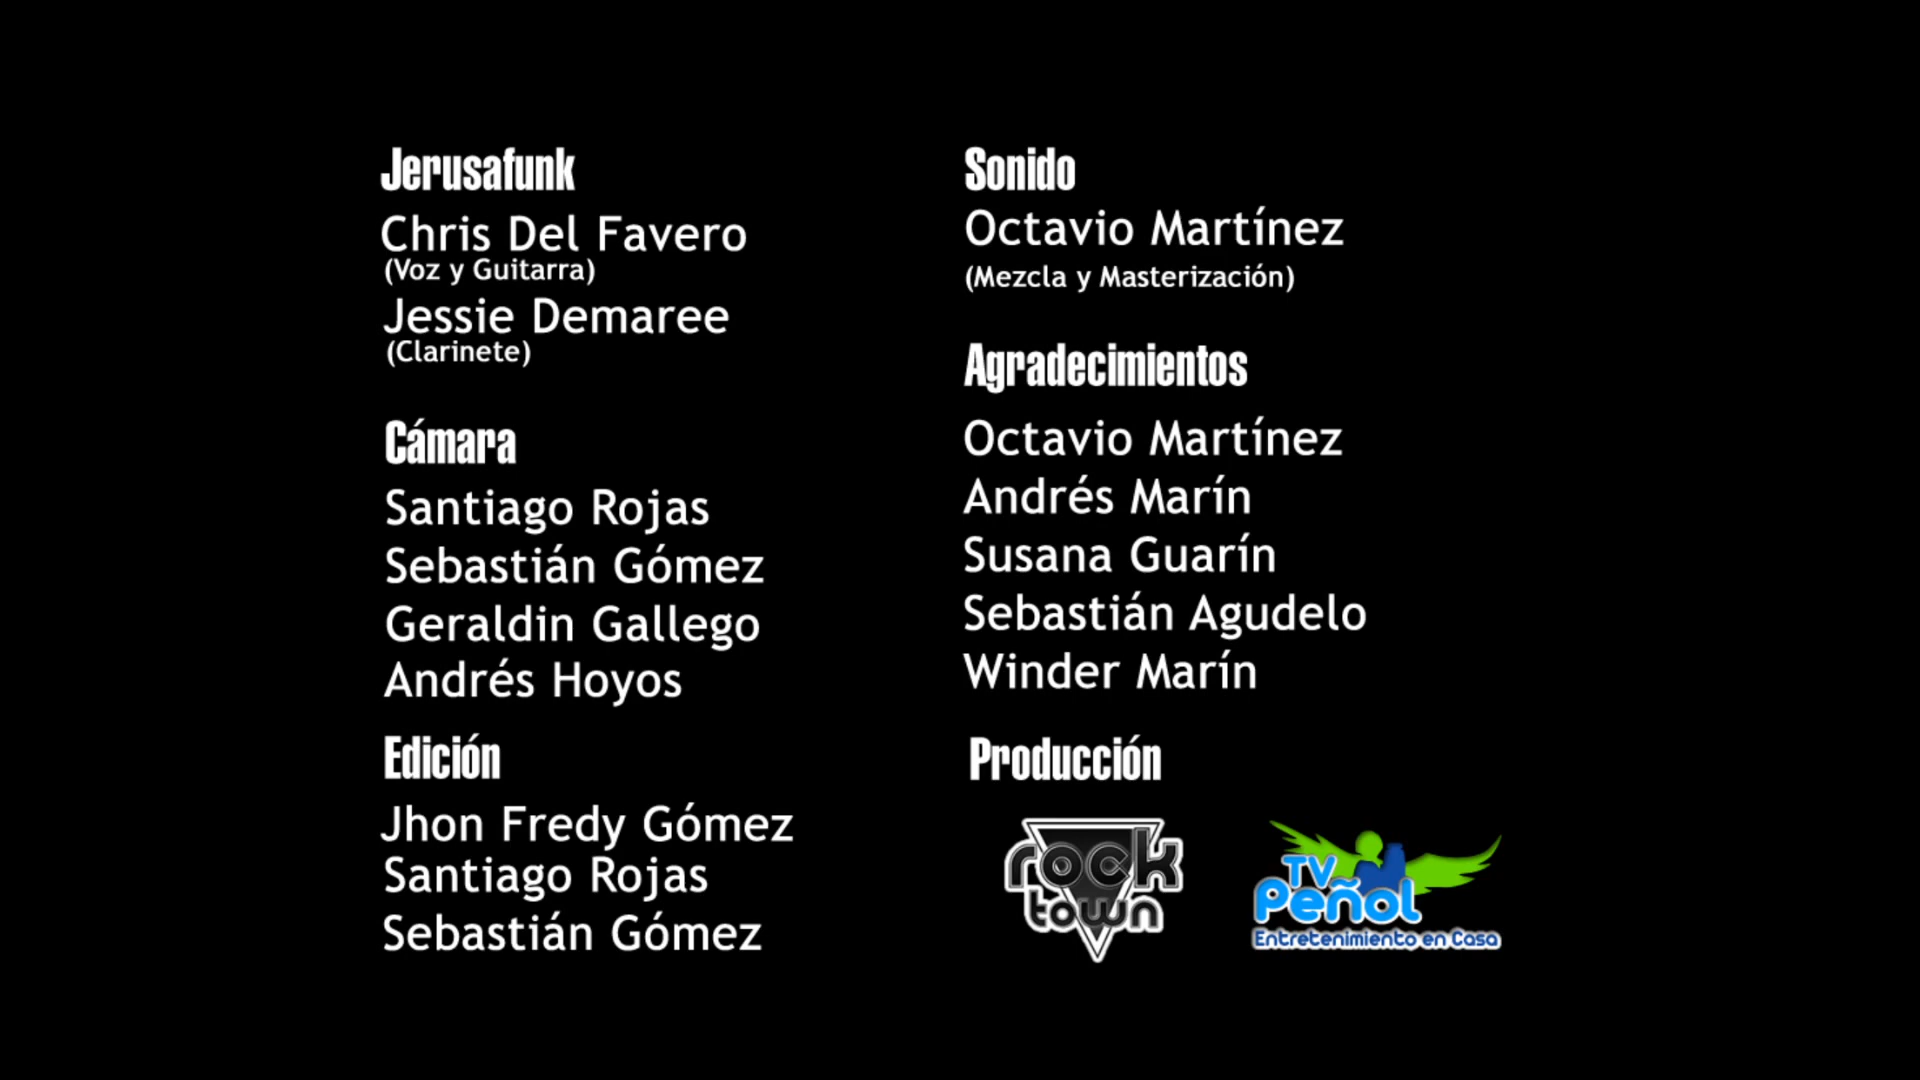 Jerusafunk
Chris Del Favero
(Voz y Guitarra)
Jessie Demaree
(Clarinete)
Cámara
Santiago Rojas
Sebastián Gómez
Geraldin Gallego
Andrés Hoyos
Edición
Jhon Fredy Gómez
Santiago Rojas
Sebastián Gómez
Sonido
Octavio Martínez
(Mezcla y Masterización)
Agradecimientos
Octavio Martínez
Andrés Marín
Susana Guarín
Sebastián Agudelo
Winder Marín
Producción
rock
town
TV
Peñol
Entretenimiento en Casa